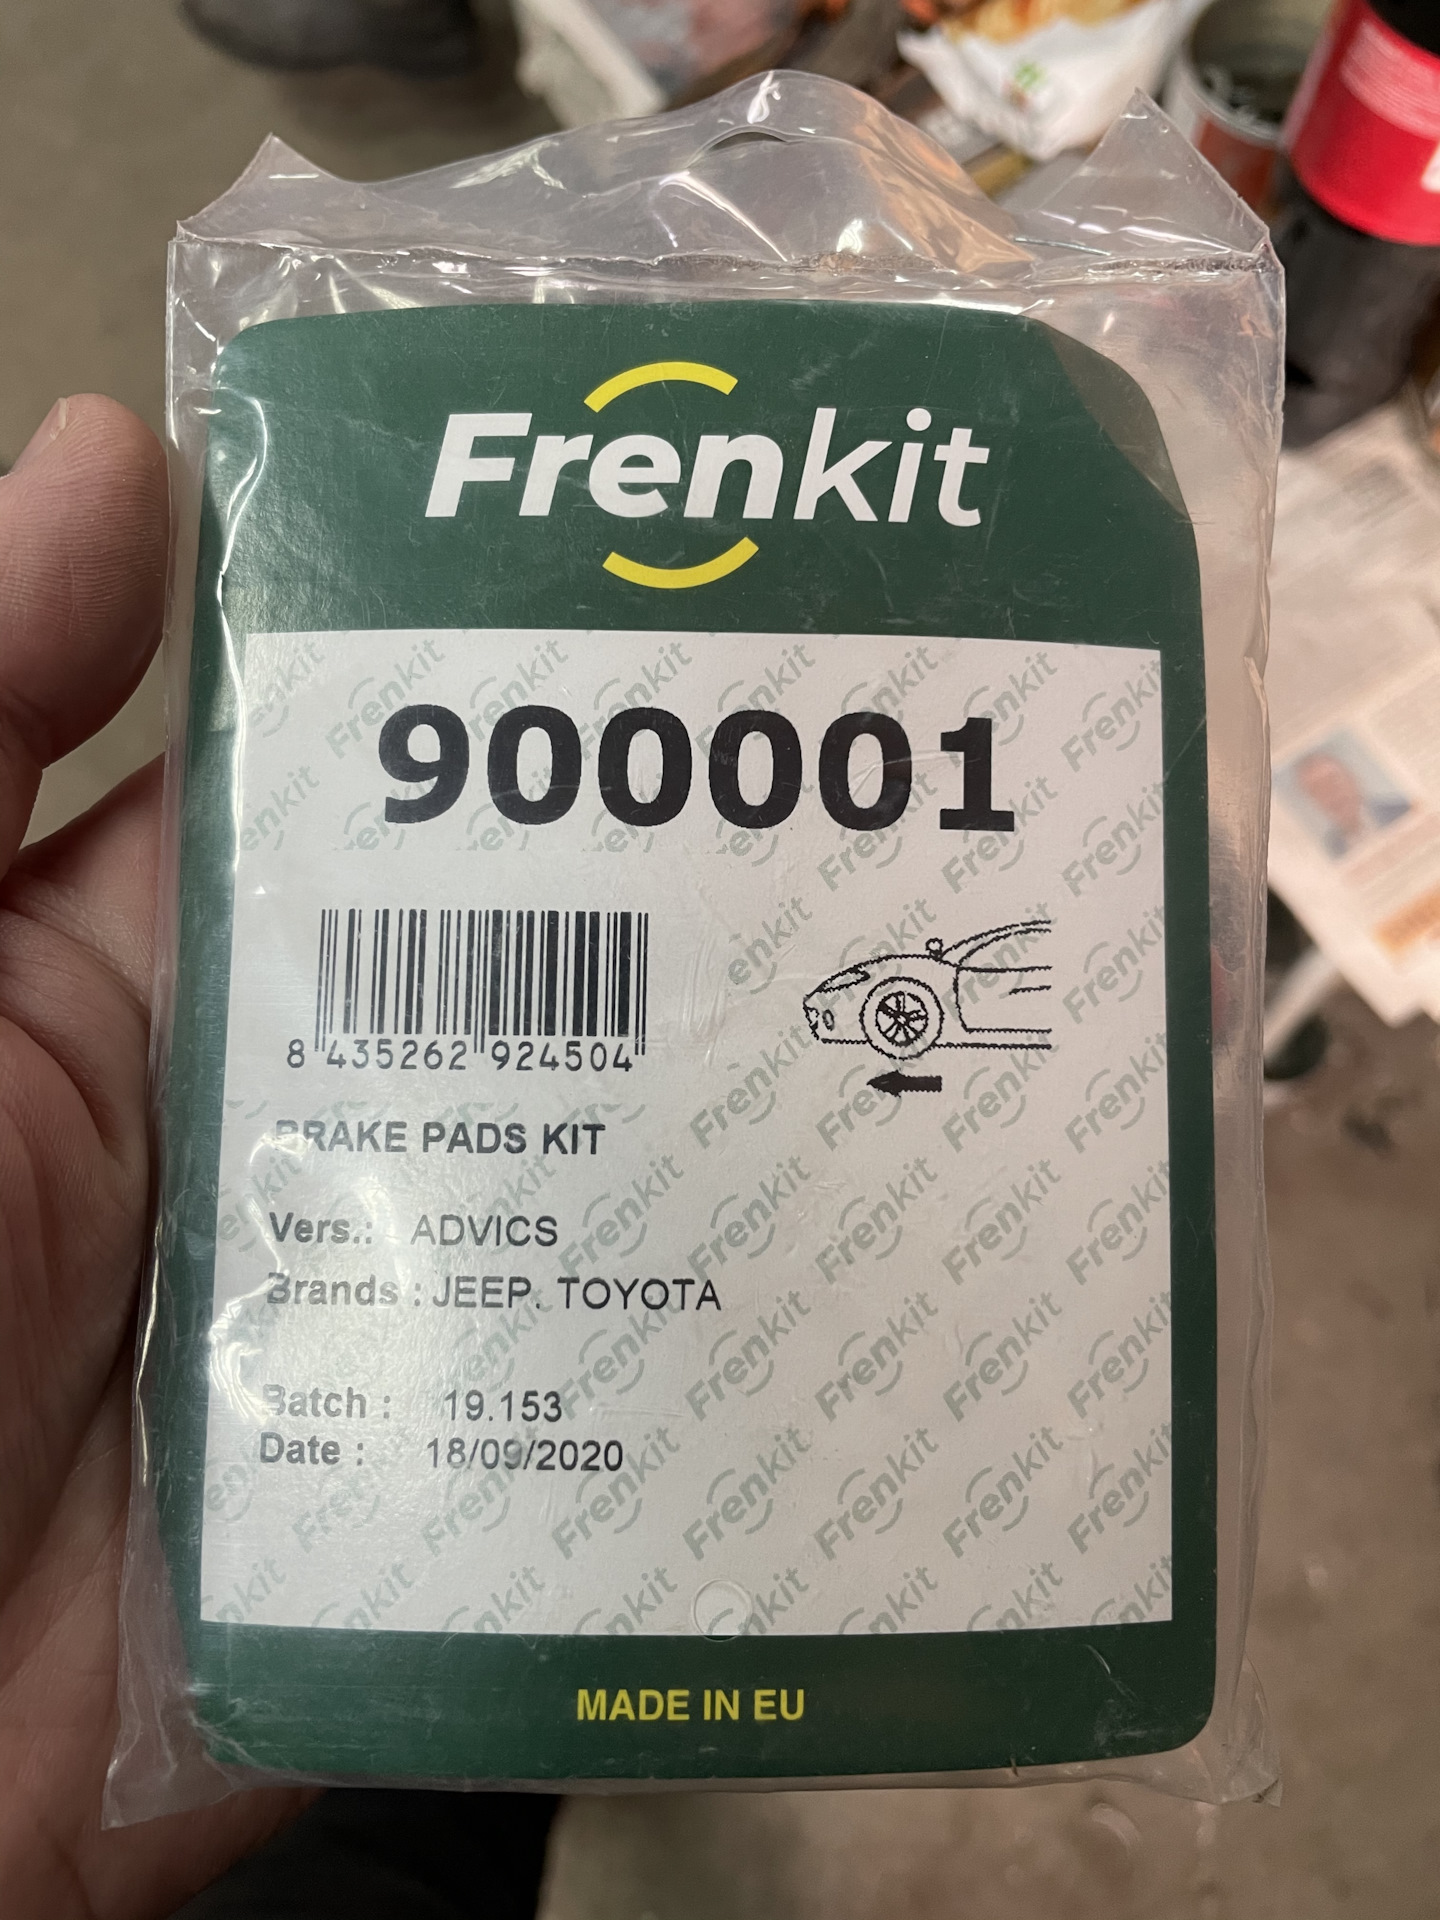 Frenkit
900001
8 435262 924504
BRAKE PADS KIT
Vers.: ADVICS
Brands : JEEP. TOYOTA
Batch : 19.153
Date : 18/09/2020
MADE IN EU